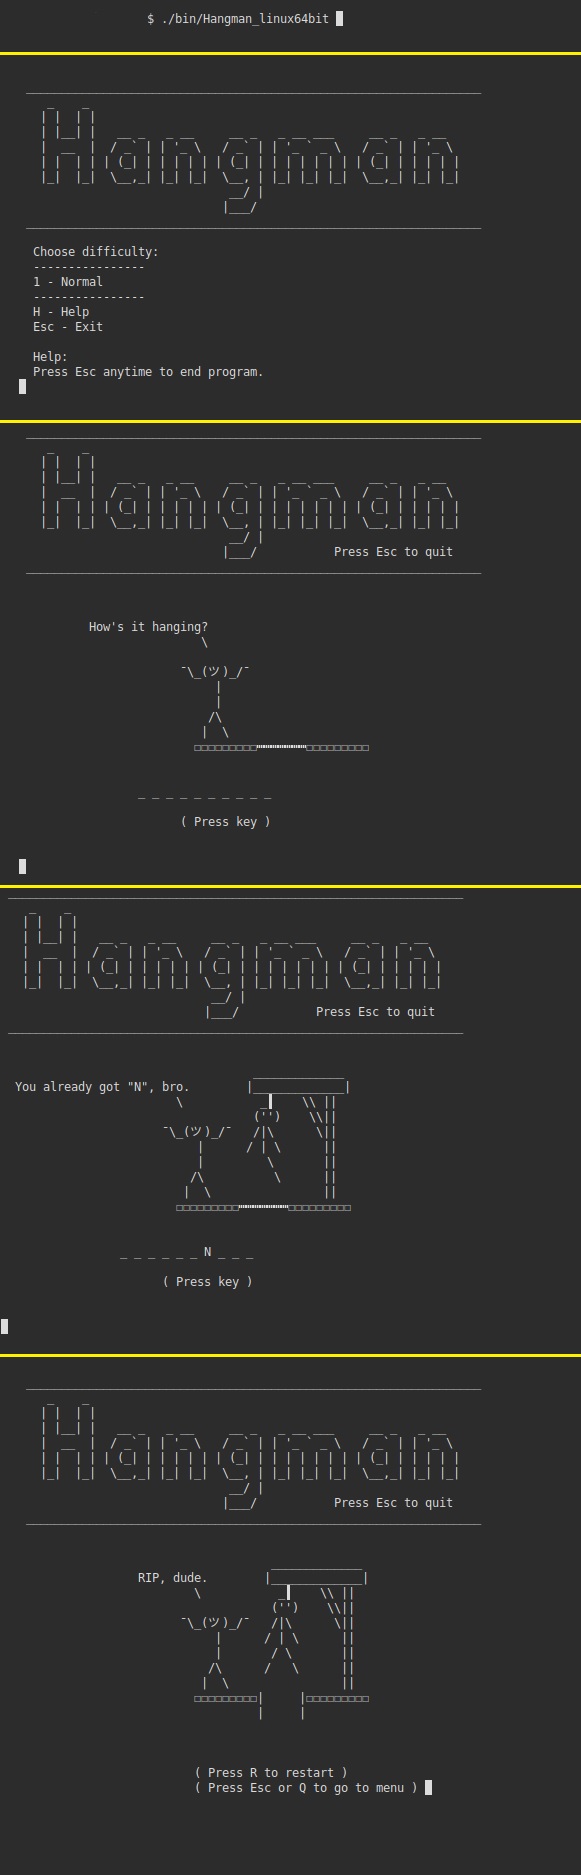 $ ./bin/Hangman_linux64bit
Hangman
Choose difficulty:
----------------
1 - Normal
----------------
H - Help
Esc - Exit
Help:
Press Esc anytime to end program.
Hangman
Press Esc to quit
How's it hanging?
¯\_(ツ)_/¯
_ _ _ _ _ _ _ _ _ _
( Press key )
Hangman
Press Esc to quit
You already got "N", bro.
¯\_(ツ)_/¯
_ _ _ _ _ _ N _ _ _
( Press key )
Hangman
Press Esc to quit
RIP, dude.
¯\_(ツ)_/¯
( Press R to restart )
( Press Esc or Q to go to menu )